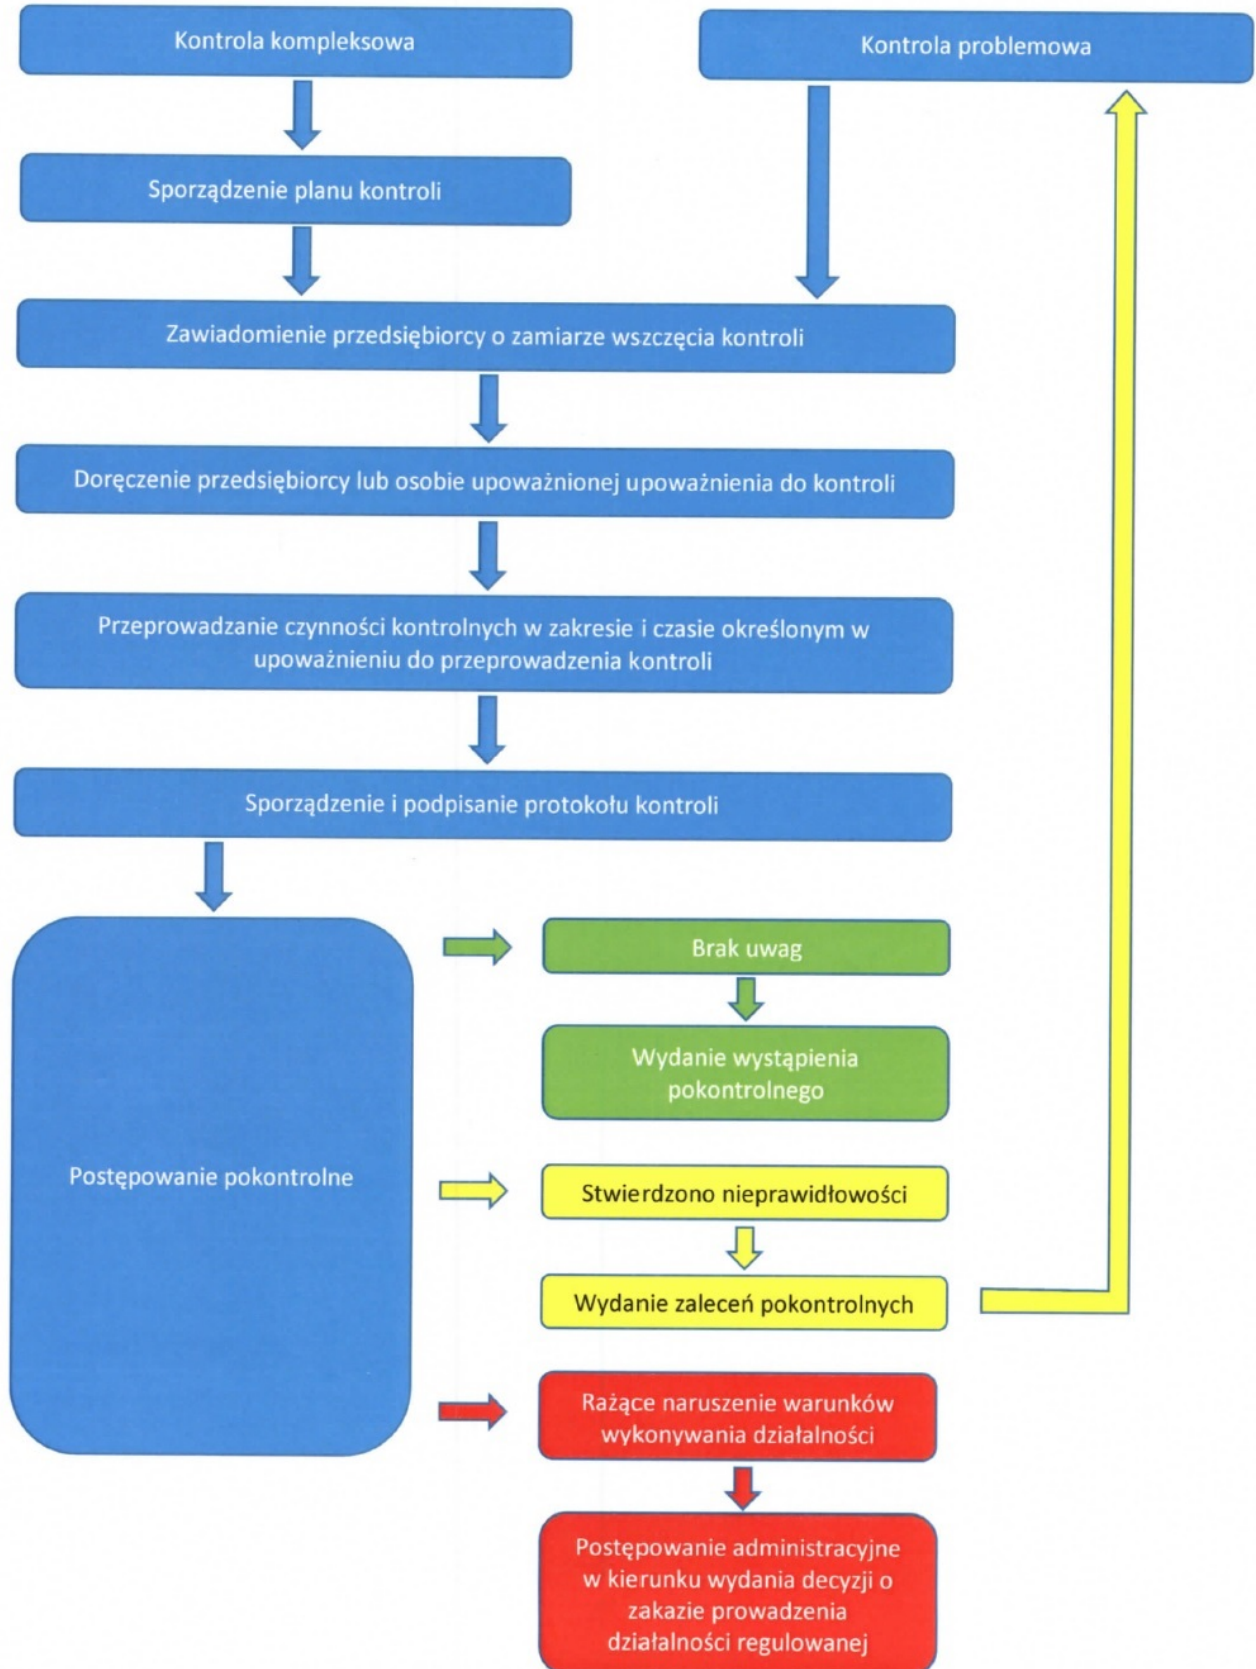 Kontrola kompleksowa
Kontrola problemowa
Sporządzenie planu kontroli
Zawiadomienie przedsiębiorcy o zamiarze wszczęcia kontroli
Doręczenie przedsiębiorcy lub osobie upoważnionej upoważnienia do kontroli
Przeprowadzanie czynności kontrolnych w zakresie i czasie określonym w
upoważnieniu do przeprowadzenia kontroli
Sporządzenie i podpisanie protokołu kontroli
Postępowanie pokontrolne
Brak uwag
Wydanie wystąpienia
pokontrolnego
Stwierdzono nieprawidłowości
Wydanie zaleceń pokontrolnych
Rażące naruszenie warunków
wykonywania działalności
Postępowanie administracyjne
w kierunku wydania decyzji o
zakazie prowadzenia
działalności regulowanej